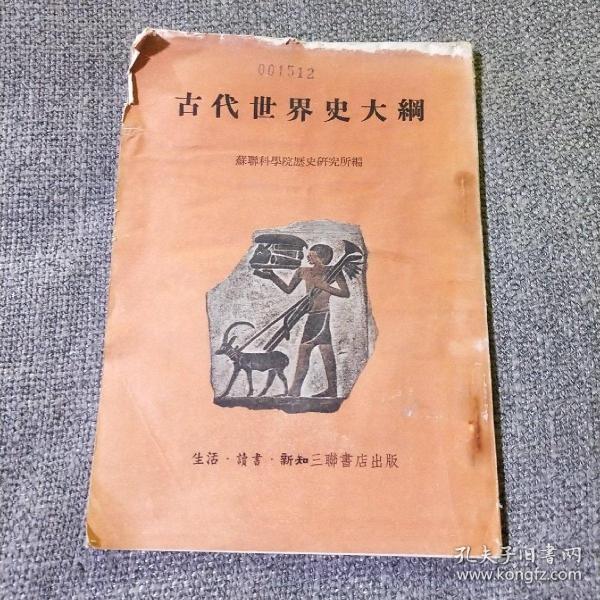 001512
古代世界史大綱
蘇聯科學院歷史研究所編
生活·讀書·新知三聯書店出版
孔夫子旧书网
www.kongfz.com